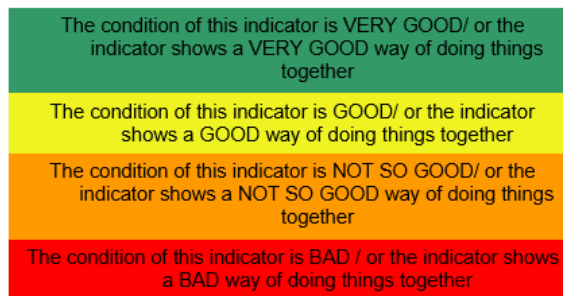 The condition of this indicator is VERY GOOD/ or the
indicator shows a VERY GOOD way of doing things
together
The condition of this indicator is GOOD/ or the indicator
shows a GOOD way of doing things together
The condition of this indicator is NOT SO GOOD/ or the
indicator shows a NOT SO GOOD way of doing things
together
The condition of this indicator is BAD / or the indicator shows
a BAD way of doing things together